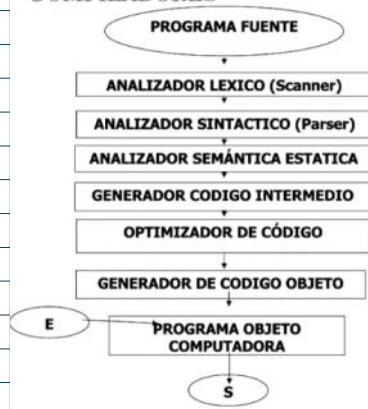 COMPILADORES
PROGRAMA FUENTE
ANALIZADOR LEXICO (Scanner)
ANALIZADOR SINTACTICO (Parser)
ANALIZADOR SEMÁNTICA ESTATICA
GENERADOR CODIGO INTERMEDIO
OPTIMIZADOR DE CÓDIGO
GENERADOR DE CODIGO OBJETO
E
PROGRAMA OBJETO
COMPUTADORA
S